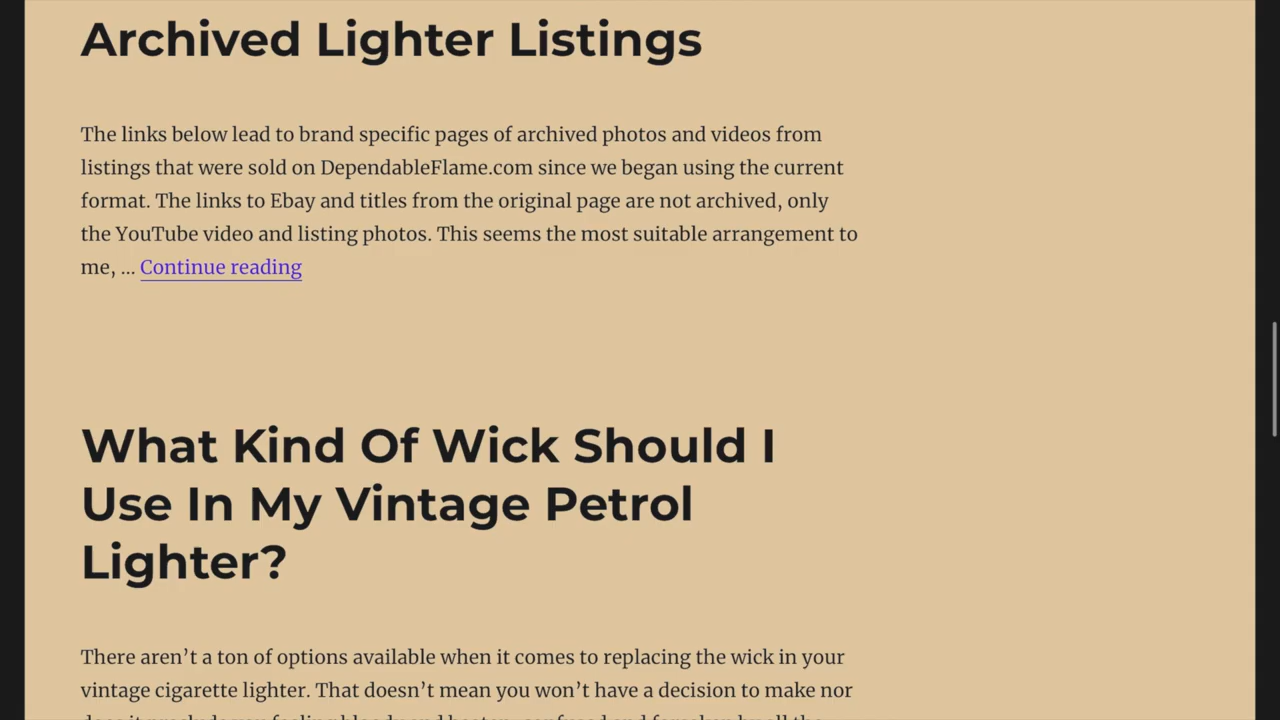 Archived Lighter Listings
The links below lead to brand specific pages of archived photos and videos from
listings that were sold on DependableFlame.com since we began using the current
format. The links to Ebay and titles from the original page are not archived, only
the YouTube video and listing photos. This seems the most suitable arrangement to
me, … Continue reading
What Kind Of Wick Should I
Use In My Vintage Petrol
Lighter?
There aren’t a ton of options available when it comes to replacing the wick in your
vintage cigarette lighter. That doesn’t mean you won’t have a decision to make nor